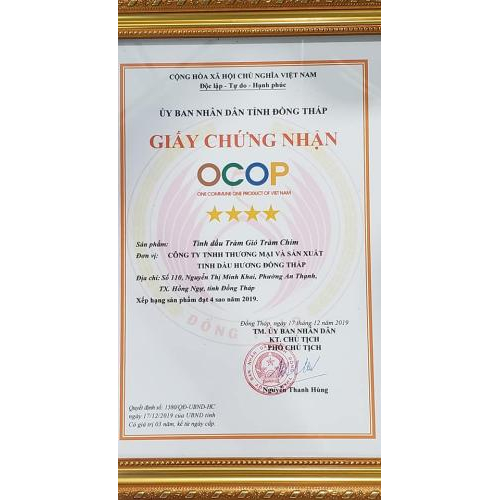 CỘNG HÒA XÃ HỘI CHỦ NGHĨA VIỆT NAM
Độc lập - Tự do - Hạnh phúc
ỦY BAN NHÂN DÂN TỈNH ĐỒNG THÁP
GIẤY CHỨNG NHẬN
OCOP
ONE COMMUNE ONE PRODUCT OF VIET NAM
Sản phẩm: Tinh dầu Tràm Gió Tràm Chim
Đơn vị: CÔNG TY TNHH THƯƠNG MẠI VÀ SẢN XUẤT
TINH DẦU HƯƠNG ĐỒNG THÁP
Địa chỉ: Số 110, Nguyễn Thị Minh Khai, Phường An Thạnh,
TX. Hồng Ngự, tỉnh Đồng Tháp
Xếp hạng sản phẩm đạt 4 sao năm 2019.
Đồng Tháp, ngày 17 tháng 12 năm 2019
TM. ỦY BAN NHÂN DÂN
KT. CHỦ TỊCH
PHÓ CHỦ TỊCH
Nguyễn Thanh Hùng
Quyết định số: 1580/QĐ-UBND-HC
ngày 17/12/2019 của UBND tỉnh
Có giá trị 03 năm, kể từ ngày cấp.